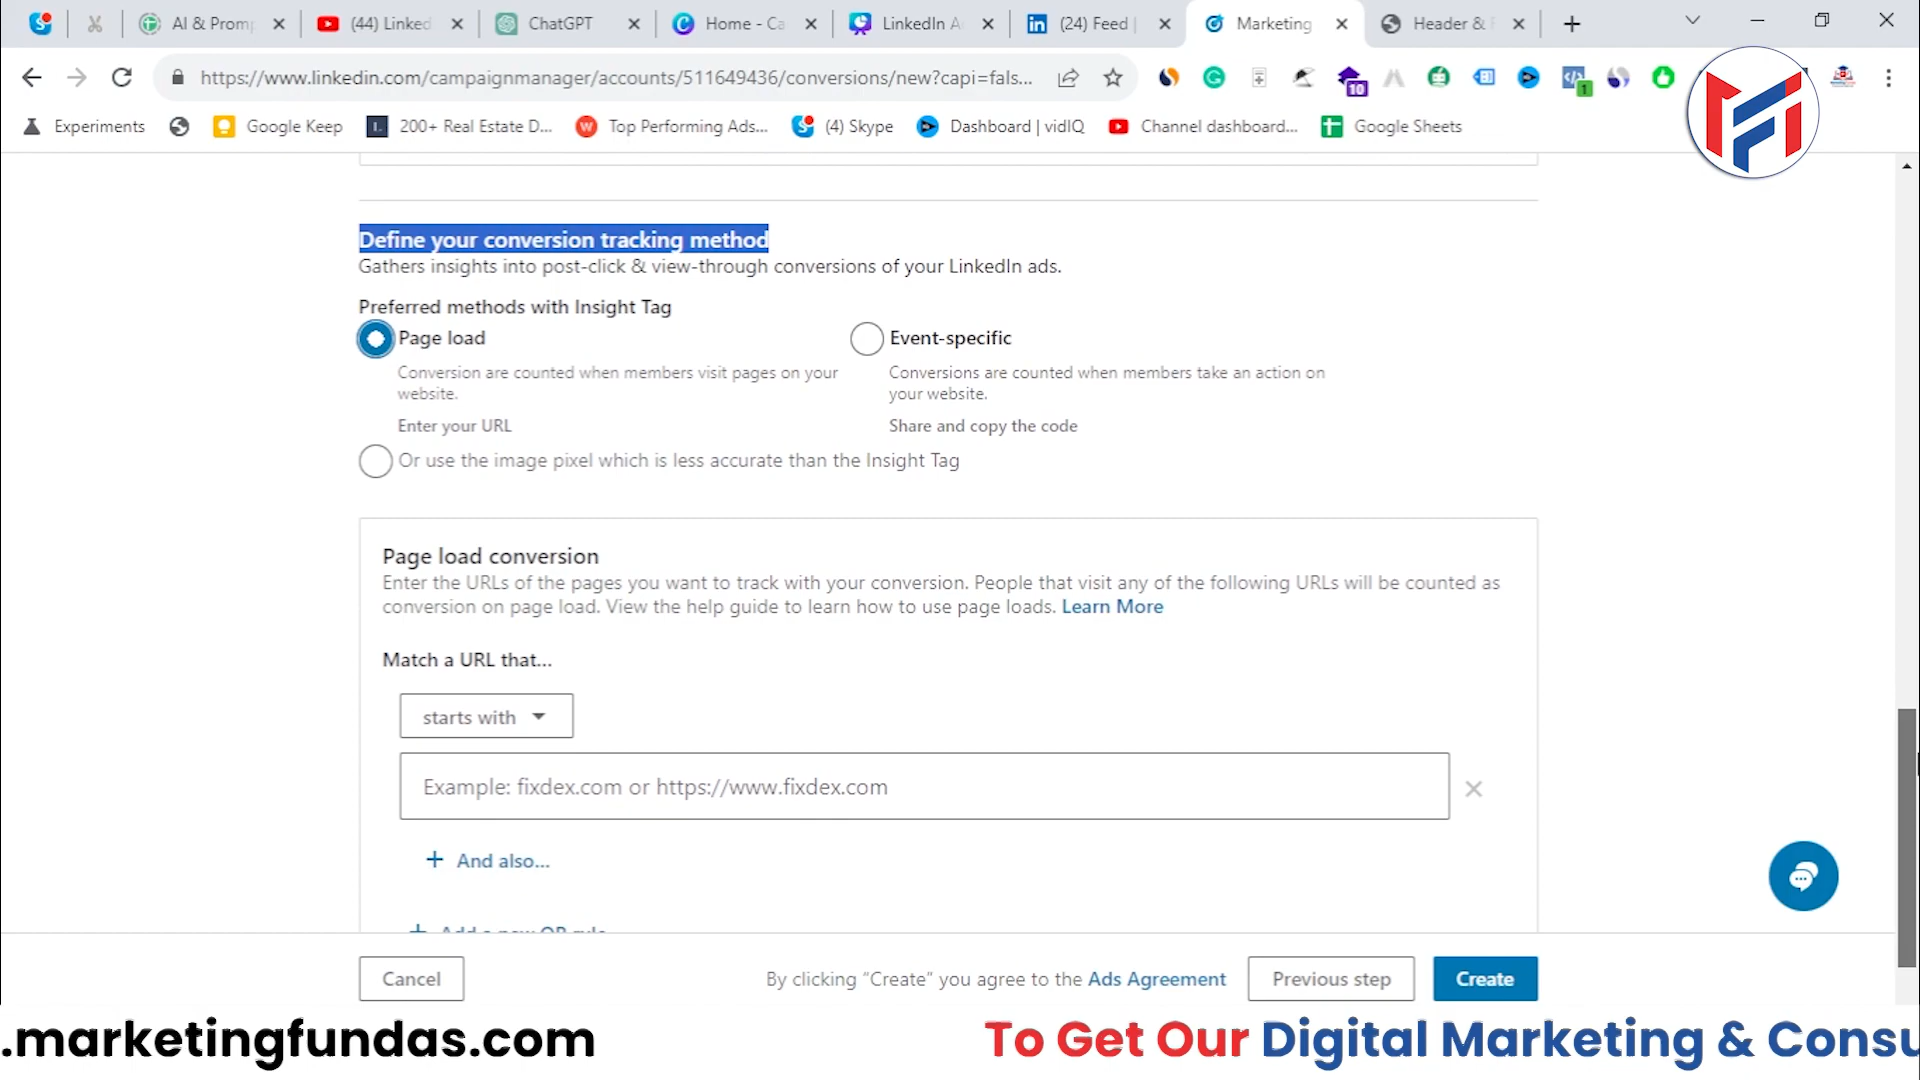 AI & Promp
(44) Linked
ChatGPT
Home - Ca
LinkedIn A
(24) Feed |
Marketing
Header &
https://www.linkedin.com/campaignmanager/accounts/511649436/conversions/new?capi=fals...
10
1
Experiments
Google Keep
200+ Real Estate D...
Top Performing Ads...
(4) Skype
Dashboard | vidIQ
Channel dashboard...
Google Sheets
Define your conversion tracking method
Gathers insights into post-click & view-through conversions of your LinkedIn ads.
Preferred methods with Insight Tag
Page load
Event-specific
Conversion are counted when members visit pages on your website.
Conversions are counted when members take an action on your website.
Enter your URL
Share and copy the code
Or use the image pixel which is less accurate than the Insight Tag
Page load conversion
Enter the URLs of the pages you want to track with your conversion. People that visit any of the following URLs will be counted as
conversion on page load. View the help guide to learn how to use page loads. Learn More
Match a URL that...
starts with
Example: fixdex.com or https://www.fixdex.com
+ And also...
+ Add a new OR rule
Cancel
By clicking “Create” you agree to the Ads Agreement
Previous step
Create
.marketingfundas.com
To Get Our Digital Marketing & Consu